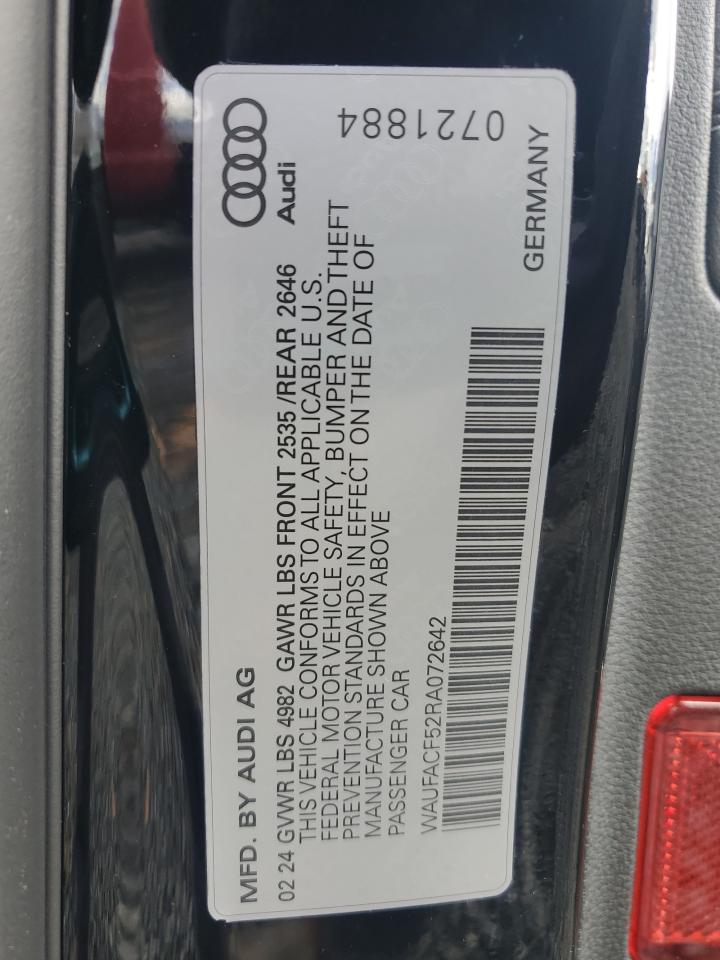 MFD. BY AUDI AG
Audi
02 24 GVWR LBS 4982 GAWR LBS FRONT 2535 /REAR 2646
THIS VEHICLE CONFORMS TO ALL APPLICABLE U.S.
FEDERAL MOTOR VEHICLE SAFETY, BUMPER AND THEFT
PREVENTION STANDARDS IN EFFECT ON THE DATE OF
MANUFACTURE SHOWN ABOVE
PASSENGER CAR
WAUFACF52RA072642
GERMANY
0721884